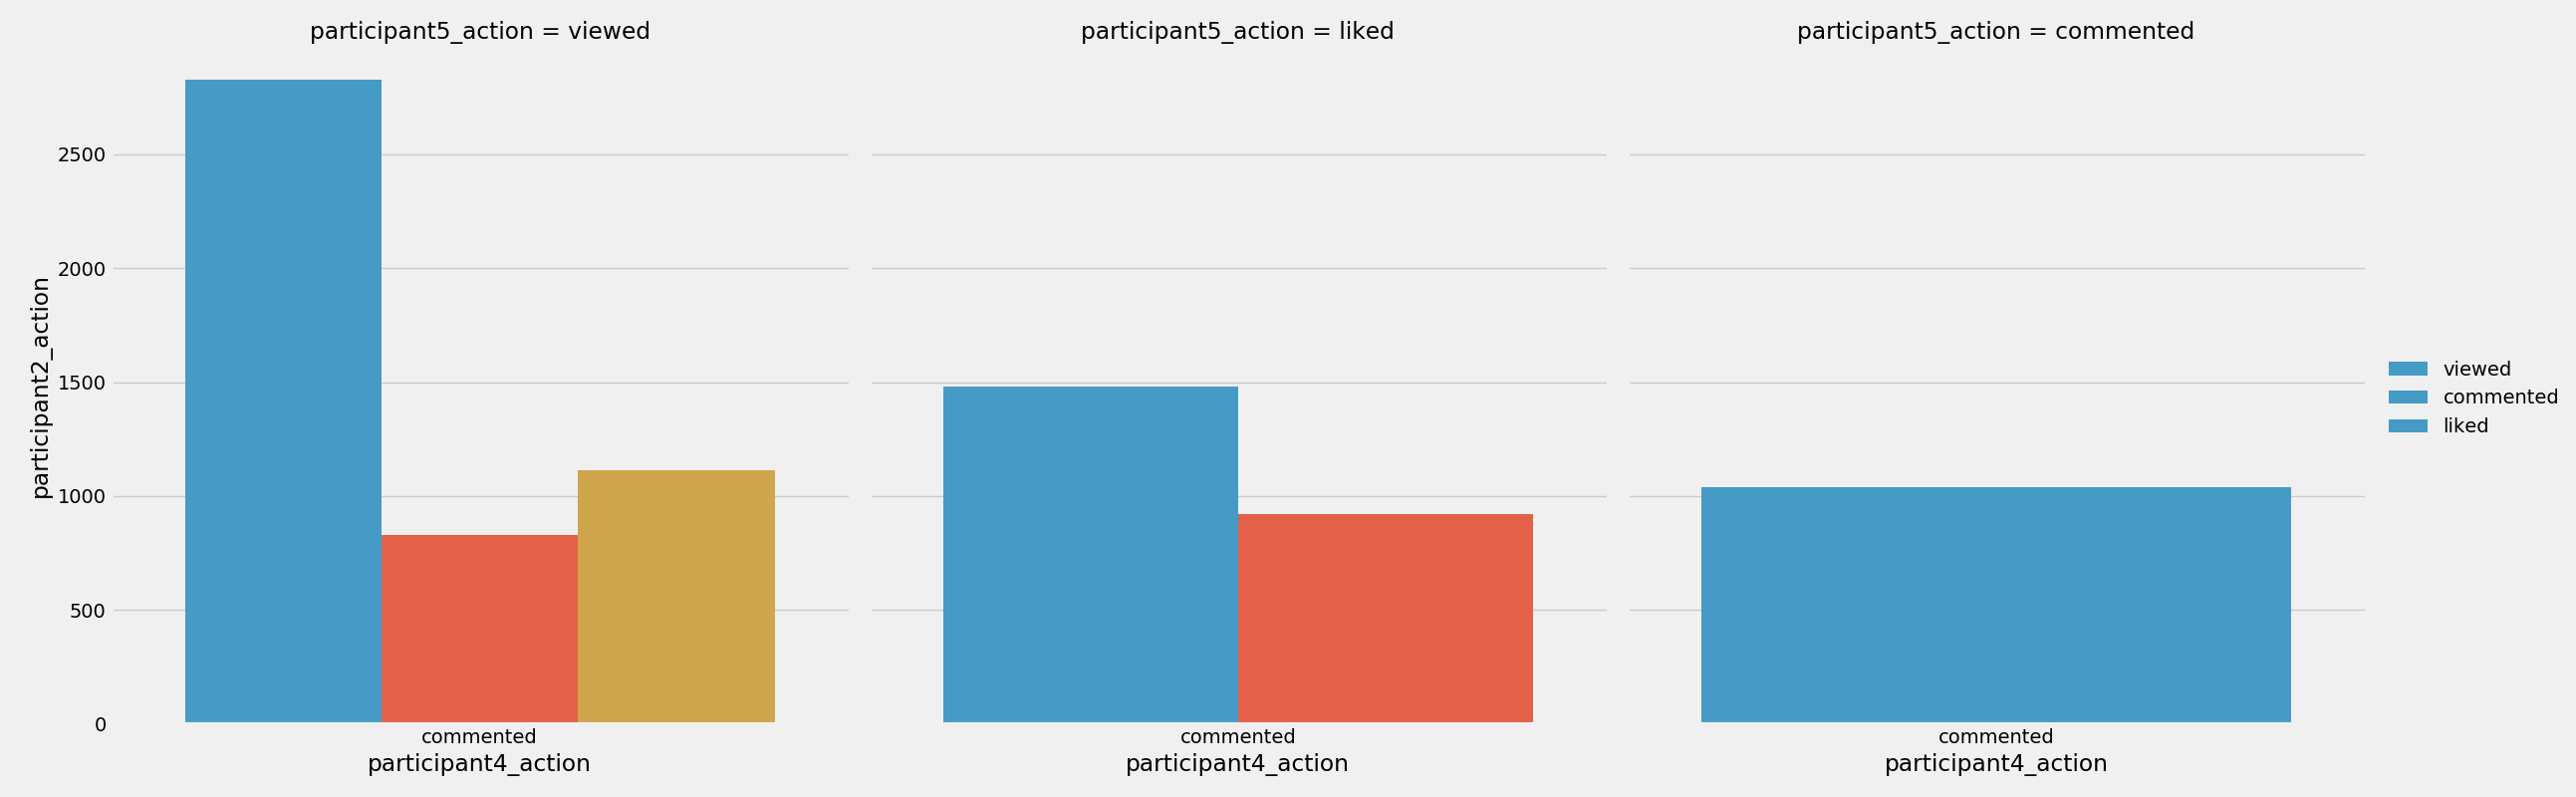 participant5_action = viewed
participant5_action = liked
participant5_action = commented
participant2_action
2500
2000
1500
1000
500
0
commented
participant4_action
commented
participant4_action
commented
participant4_action
viewed
commented
liked